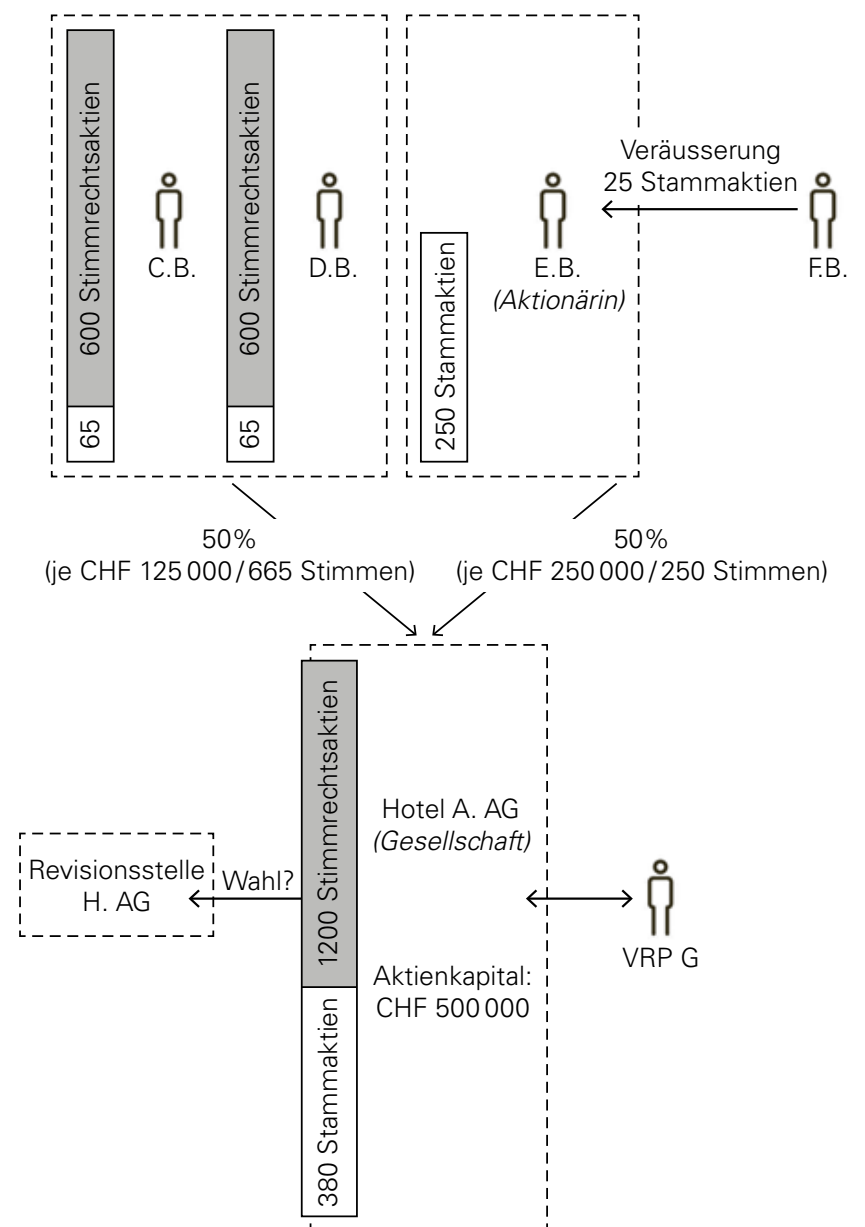 600 Stimmrechtsaktien
65
C.B.
600 Stimmrechtsaktien
65
D.B.
250 Stammaktien
E.B.
(Aktionärin)
Veräusserung
25 Stammaktien
F.B.
50%
(je CHF 125 000 / 665 Stimmen)
50%
(je CHF 250 000 / 250 Stimmen)
Revisionsstelle
H. AG
Wahl?
1200 Stimmrechtsaktien
380 Stammaktien
Hotel A. AG
(Gesellschaft)
Aktienkapital:
CHF 500 000
VRP G